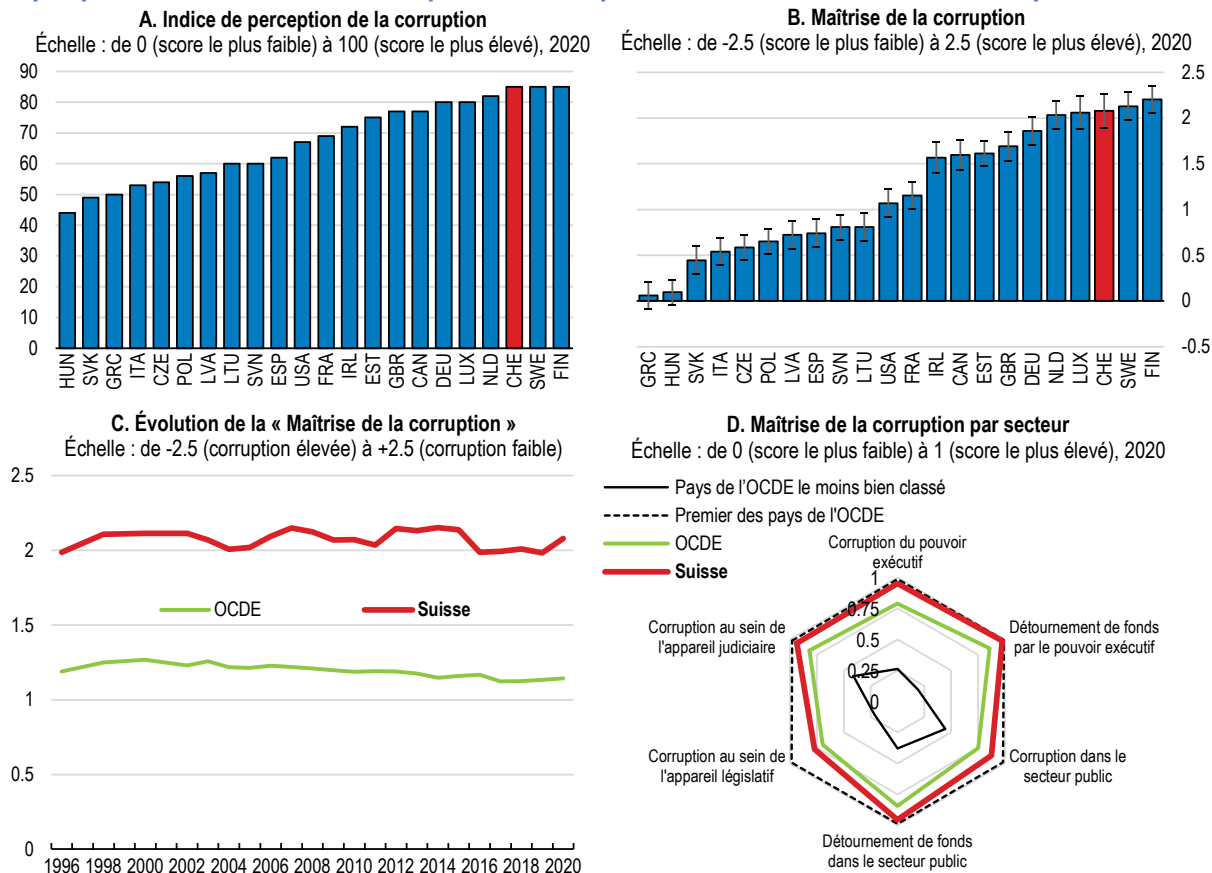 A. Indice de perception de la corruption
Échelle : de 0 (score le plus faible) à 100 (score le plus élevé), 2020
90
80
70
60
50
40
30
20
10
0
HUN SVK GRC ITA CZE POL LVA LTU SVN ESP USA FRA IRL EST GBR CAN DEU LUX NLD CHE SWE FIN
B. Maîtrise de la corruption
Échelle : de -2.5 (score le plus faible) à 2.5 (score le plus élevé), 2020
2.5
2
1.5
1
0.5
0
-0.5
GRC HUN SVK ITA CZE POL LVA ESP SVN LTU USA FRA IRL CAN EST GBR DEU NLD LUX CHE SWE FIN
C. Évolution de la « Maîtrise de la corruption »
Échelle : de -2.5 (corruption élevée) à +2.5 (corruption faible)
2.5
2
1.5
1
0.5
0
OCDE Suisse
1996 1998 2000 2002 2004 2006 2008 2010 2012 2014 2016 2018 2020
D. Maîtrise de la corruption par secteur
Échelle : de 0 (score le plus faible) à 1 (score le plus élevé), 2020
Pays de l'OCDE le moins bien classé
Premier des pays de l'OCDE
OCDE
Suisse
Corruption du pouvoir
exécutif
1
0.75
0.5
0.25
0
Détournement de fonds
par le pouvoir exécutif
Corruption dans le
secteur public
Détournement de fonds
dans le secteur public
Corruption au sein de
l'appareil législatif
Corruption au sein de
l'appareil judiciaire